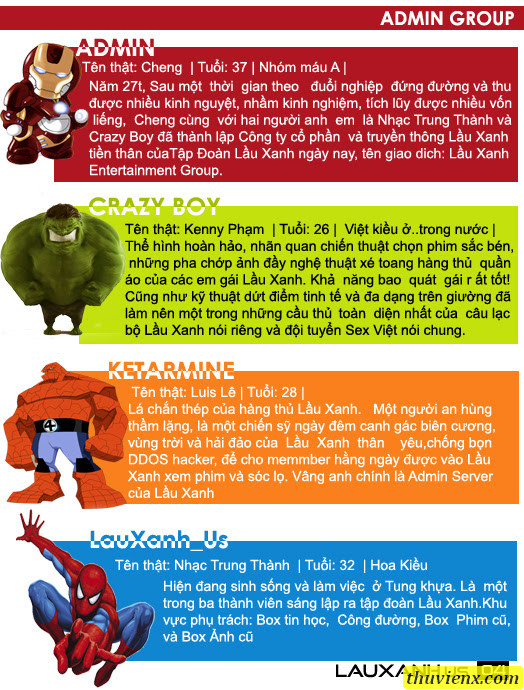 ADMIN GROUP
ADMIN
Tên thật: Cheng | Tuổi: 37 | Nhóm máu A |
Năm 27t, Sau một thời gian theo đuổi nghiệp đứng đường và thu
được nhiều kinh nguyệt, nhầm kinh nghiệm, tích lũy được nhiều vốn
liếng, Cheng cùng với hai người anh em là Nhạc Trung Thành và
Crazy Boy đã thành lập Công ty cổ phần và truyền thông Lầu Xanh
tiền thân củaTập Đoàn Lầu Xanh ngày nay, tên giao dich: Lầu Xanh
Entertainment Group.
CRAZY BOY
Tên thật: Kenny Phạm | Tuổi: 26 | Việt kiều ở..trong nước |
Thể hình hoàn hảo, nhãn quan chiến thuật chọn phim sắc bén,
những pha chớp ảnh đầy nghệ thuật xé toang hàng thủ quần
áo của các em gái Lầu Xanh. Khả năng bao quát gái r ất tốt!
Cũng như kỹ thuật dứt điểm tinh tế và đa dạng trên giường đã
làm nên một trong những cầu thủ toàn diện nhất của câu lạc
bộ Lầu Xanh nói riêng và đội tuyển Sex Việt nói chung.
KETARMINE
Tên thật: Luis Lê | Tuổi: 28 |
Lá chấn thép của hàng thủ Lầu Xanh. Một người an hùng
thầm lặng, là một chiến sỹ ngày đêm canh gác biên cương,
vùng trời và hải đảo của Lầu Xanh thân yêu,chống bọn
DDOS hacker, để cho memmber hằng ngày được vào Lầu
Xanh xem phim và sóc lọ. Vâng anh chính là Admin Server
của Lầu Xanh
LauXanh_Us
Tên thật: Nhạc Trung Thành | Tuổi: 32 | Hoa Kiều
Hiện đang sinh sống và làm việc ở Tung khựa. Là một
trong ba thành viên sáng lập ra tập đoàn Lầu Xanh.Khu
vực phụ trách: Box tin học, Công đường, Box Phim cũ,
và Box Ảnh cũ
LAUXANH.US 04
thuvienx.com